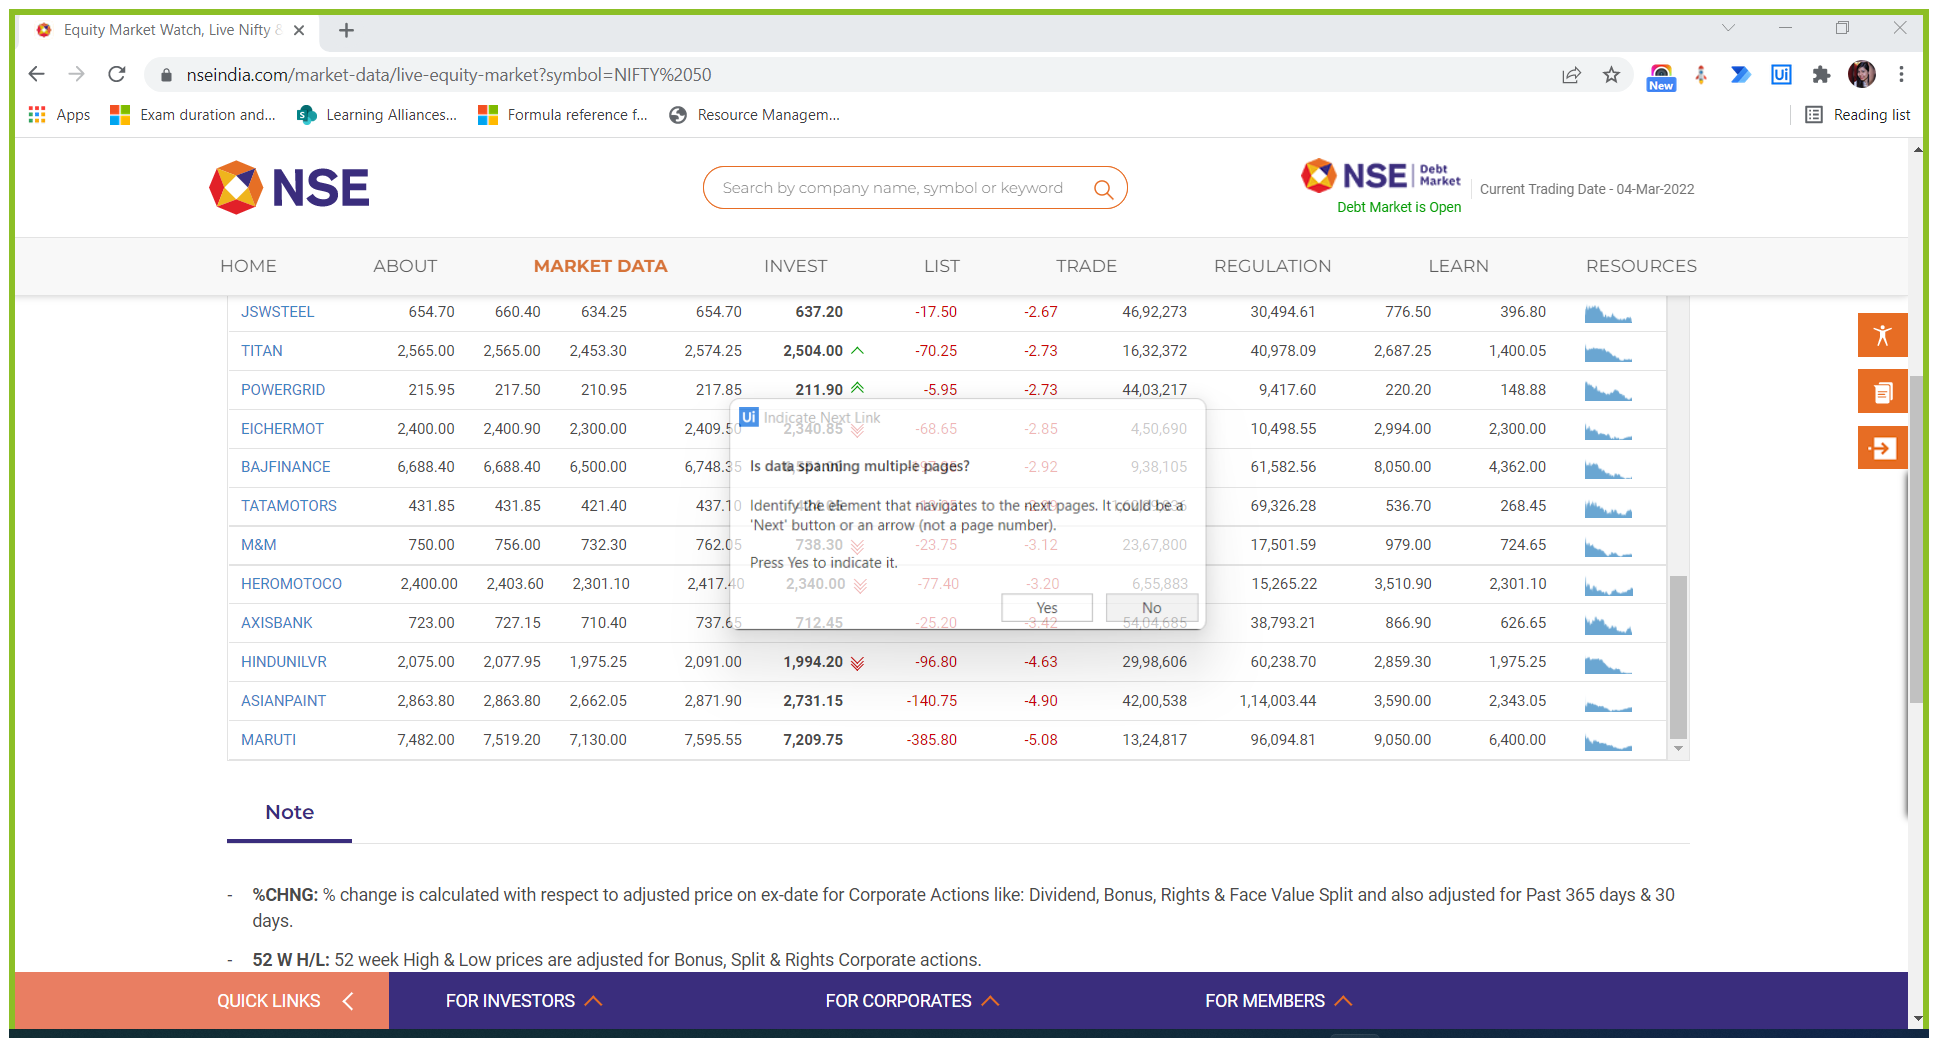 Equity Market Watch, Live Nifty &
nseindia.com/market-data/live-equity-market?symbol=NIFTY%2050
New
Ui
Apps
Exam duration and...
Learning Alliances...
Formula reference f...
Resource Managem...
Reading list
NSE
Search by company name, symbol or keyword
NSE Debt Market
Debt Market is Open
Current Trading Date - 04-Mar-2022
HOME ABOUT MARKET DATA INVEST LIST TRADE REGULATION LEARN RESOURCES
JSWSTEEL 654.70 660.40 634.25 654.70 637.20 -17.50 -2.67 46,92,273 30,494.61 776.50 396.80
TITAN 2,565.00 2,565.00 2,453.30 2,574.25 2,504.00 -70.25 -2.73 16,32,372 40,978.09 2,687.25 1,400.05
POWERGRID 215.95 217.50 210.95 217.85 211.90 -5.95 -2.73 44,03,217 9,417.60 220.20 148.88
EICHERMOT 2,400.00 2,400.90 2,300.00 2,409.50 2,340.85 -68.65 -2.85 4,50,690 10,498.55 2,994.00 2,300.00
BAJFINANCE 6,688.40 6,688.40 6,500.00 6,748.35 -2.92 9,38,105 61,582.56 8,050.00 4,362.00
TATAMOTORS 431.85 431.85 421.40 437.10 69,326.28 536.70 268.45
M&M 750.00 756.00 732.30 762.05 738.30 -23.75 -3.12 23,67,800 17,501.59 979.00 724.65
HEROMOTOCO 2,400.00 2,403.60 2,301.10 2,417.40 2,340.00 -77.40 -3.20 6,55,883 15,265.22 3,510.90 2,301.10
AXISBANK 723.00 727.15 710.40 737.65 712.45 -25.20 -3.42 54,04,685 38,793.21 866.90 626.65
HINDUNILVR 2,075.00 2,077.95 1,975.25 2,091.00 1,994.20 -96.80 -4.63 29,98,606 60,238.70 2,859.30 1,975.25
ASIANPAINT 2,863.80 2,863.80 2,662.05 2,871.90 2,731.15 -140.75 -4.90 42,00,538 1,14,003.44 3,590.00 2,343.05
MARUTI 7,482.00 7,519.20 7,130.00 7,595.55 7,209.75 -385.80 -5.08 13,24,817 96,094.81 9,050.00 6,400.00
Ui Indicate Next Link
Is data spanning multiple pages?
Identify the element that navigates to the next pages. It could be a
'Next' button or an arrow (not a page number).
Press Yes to indicate it.
Yes No
Note
- %CHNG: % change is calculated with respect to adjusted price on ex-date for Corporate Actions like: Dividend, Bonus, Rights & Face Value Split and also adjusted for Past 365 days & 30
days.
- 52 W H/L: 52 week High & Low prices are adjusted for Bonus, Split & Rights Corporate actions.
QUICK LINKS FOR INVESTORS FOR CORPORATES FOR MEMBERS